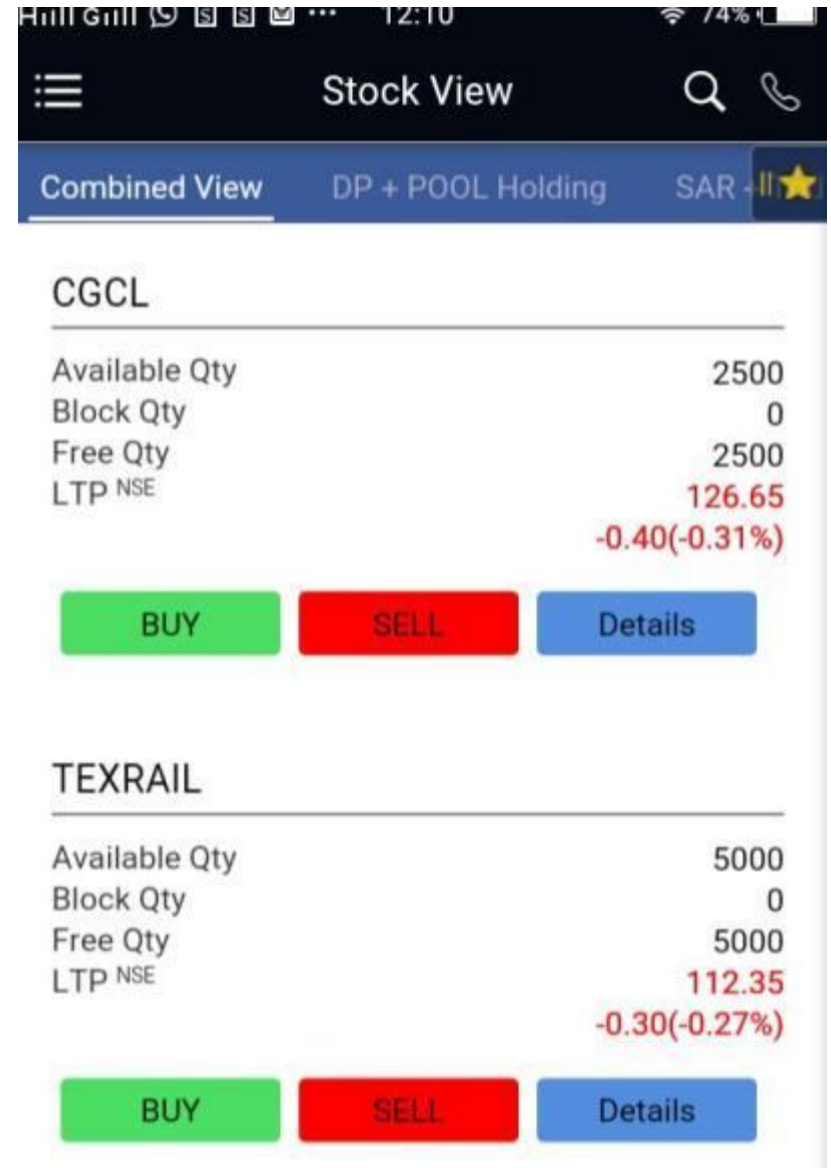 12:10 74%
Stock View
Combined View DP + POOL Holding SAR
CGCL
Available Qty 2500
Block Qty 0
Free Qty 2500
LTP NSE 126.65
-0.40(-0.31%)
BUY SELL Details
TEXRAIL
Available Qty 5000
Block Qty 0
Free Qty 5000
LTP NSE 112.35
-0.30(-0.27%)
BUY SELL Details